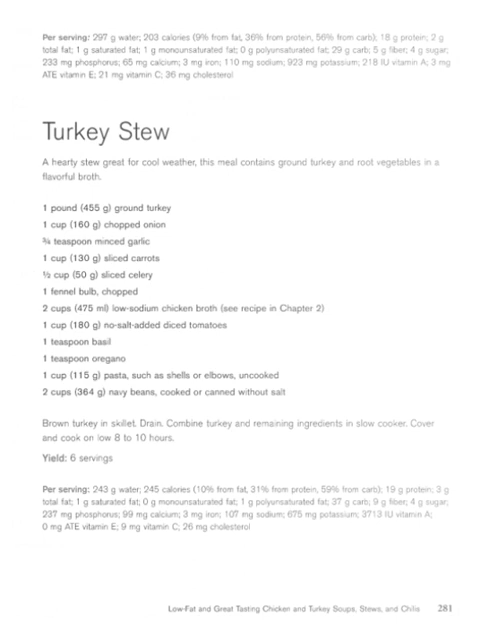 Per serving: 297 g water; 203 calories (9% from fat, 36% from protein, 56% from carb); 18 g protein; 2 g
total fat; 1 g saturated fat; 1 g monounsaturated fat; 0 g polyunsaturated fat; 29 g carb; 5 g fiber; 4 g sugar;
233 mg phosphorus; 65 mg calcium; 3 mg iron; 110 mg sodium; 923 mg potassium; 218 IU vitamin A; 3 mg
ATE vitamin E; 21 mg vitamin C; 36 mg cholesterol
Turkey Stew
A hearty stew great for cool weather, this meal contains ground turkey and root vegetables in a
flavorful broth.
1 pound (455 g) ground turkey
1 cup (160 g) chopped onion
¾ teaspoon minced garlic
1 cup (130 g) sliced carrots
½ cup (50 g) sliced celery
1 fennel bulb, chopped
2 cups (475 ml) low-sodium chicken broth (see recipe in Chapter 2)
1 cup (180 g) no-salt-added diced tomatoes
1 teaspoon basil
1 teaspoon oregano
1 cup (115 g) pasta, such as shells or elbows, uncooked
2 cups (364 g) navy beans, cooked or canned without salt
Brown turkey in skillet. Drain. Combine turkey and remaining ingredients in slow cooker. Cover
and cook on low 8 to 10 hours.
Yield: 6 servings
Per serving: 243 g water; 245 calories (10% from fat, 31% from protein, 59% from carb); 19 g protein; 3 g
total fat; 1 g saturated fat; 0 g monounsaturated fat; 1 g polyunsaturated fat; 37 g carb; 9 g fiber; 4 g sugar;
237 mg phosphorus; 99 mg calcium; 3 mg iron; 107 mg sodium; 675 mg potassium; 3713 IU vitamin A;
0 mg ATE vitamin E; 9 mg vitamin C; 26 mg cholesterol
Low-Fat and Great Tasting Chicken and Turkey Soups, Stews, and Chilis 281